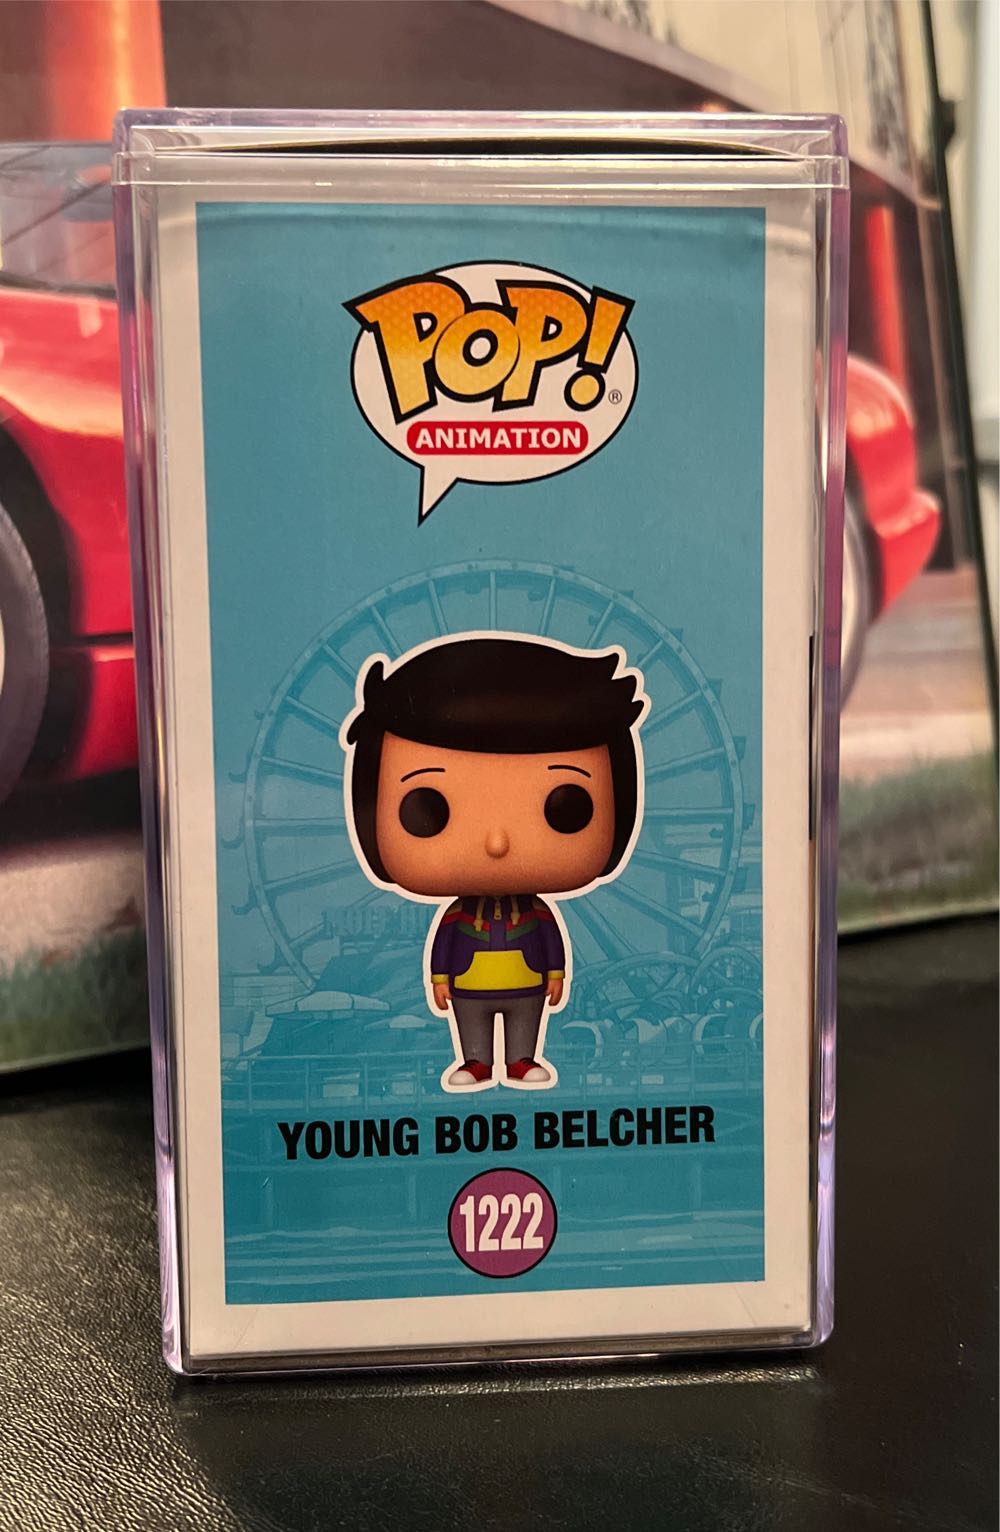 POP!®
ANIMATION
YOUNG BOB BELCHER
1222